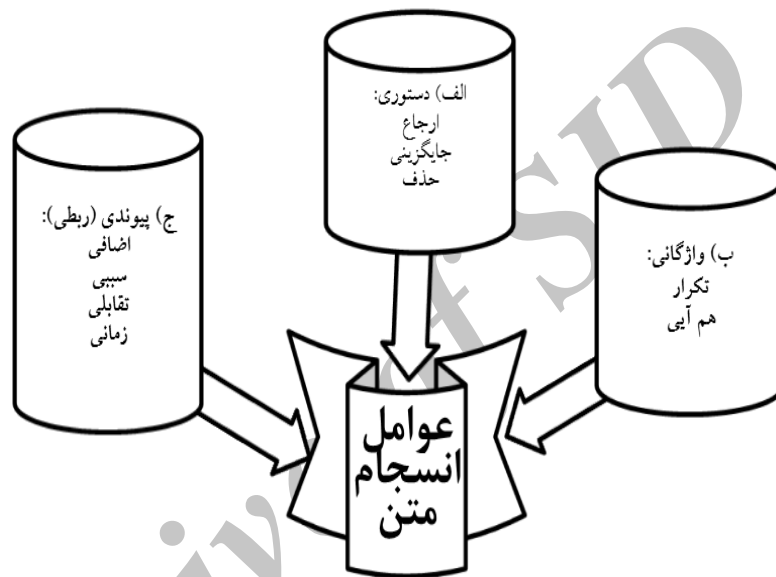 الف) دستوری:
ارجاع
جایگزینی
حذف
ب) واژگانی:
تکرار
هم آیی
ج) پیوندی (ربطی):
اضافی
سببی
تقابلی
زمانی
عوامل
انسجام
متن